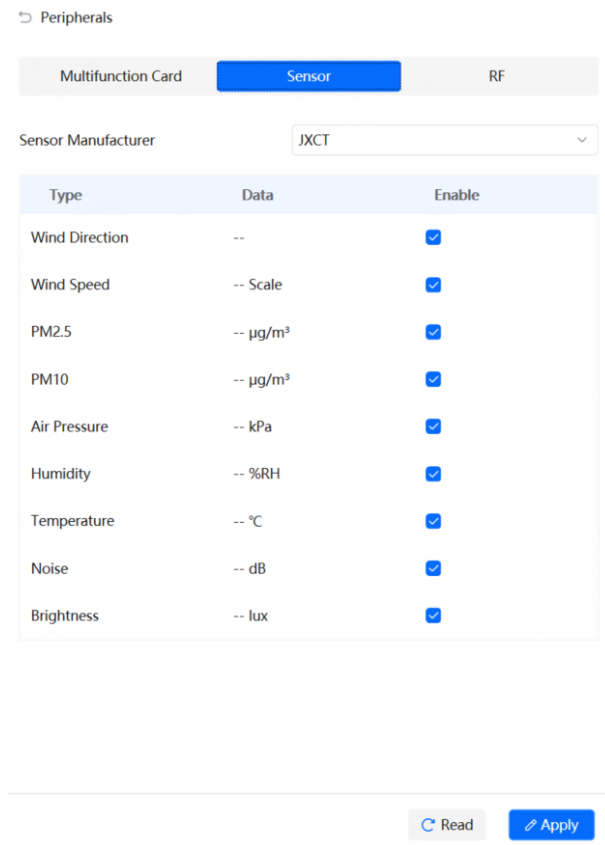 Peripherals
Multifunction Card Sensor RF
Sensor Manufacturer JXCT
Type Data Enable
Wind Direction --
Wind Speed -- Scale
PM2.5 -- μg/m³
PM10 -- μg/m³
Air Pressure -- kPa
Humidity -- %RH
Temperature -- ℃
Noise -- dB
Brightness -- lux
Read Apply